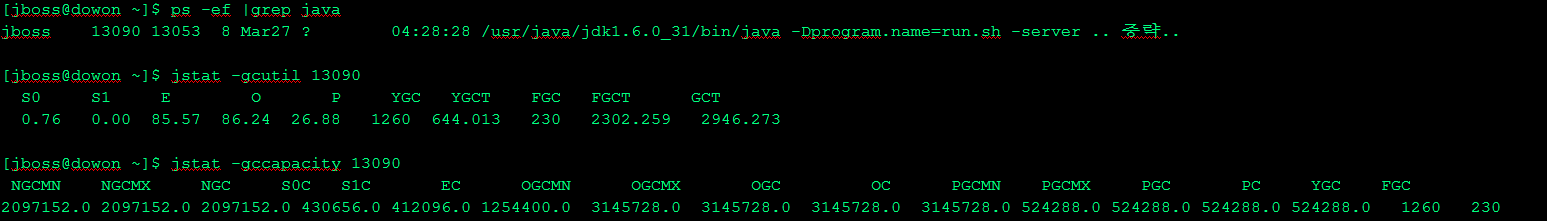 [jboss@dowon ~]$ ps -ef |grep java
jboss 13090 13053 8 Mar27 ? 04:28:28 /usr/java/jdk1.6.0_31/bin/java -Dprogram.name=run.sh -server .. 중략..
[jboss@dowon ~]$ jstat -gcutil 13090
S0 S1 E O P YGC YGCT FGC FGCT GCT
0.76 0.00 85.57 86.24 26.88 1260 644.013 230 2302.259 2946.273
[jboss@dowon ~]$ jstat -gccapacity 13090
NGCMN NGCMX NGC S0C S1C EC OGCMN OGCMX OGC OC PGCMN PGCMX PGC PC YGC FGC
2097152.0 2097152.0 2097152.0 430656.0 412096.0 1254400.0 3145728.0 3145728.0 3145728.0 3145728.0 524288.0 524288.0 524288.0 524288.0 1260 230